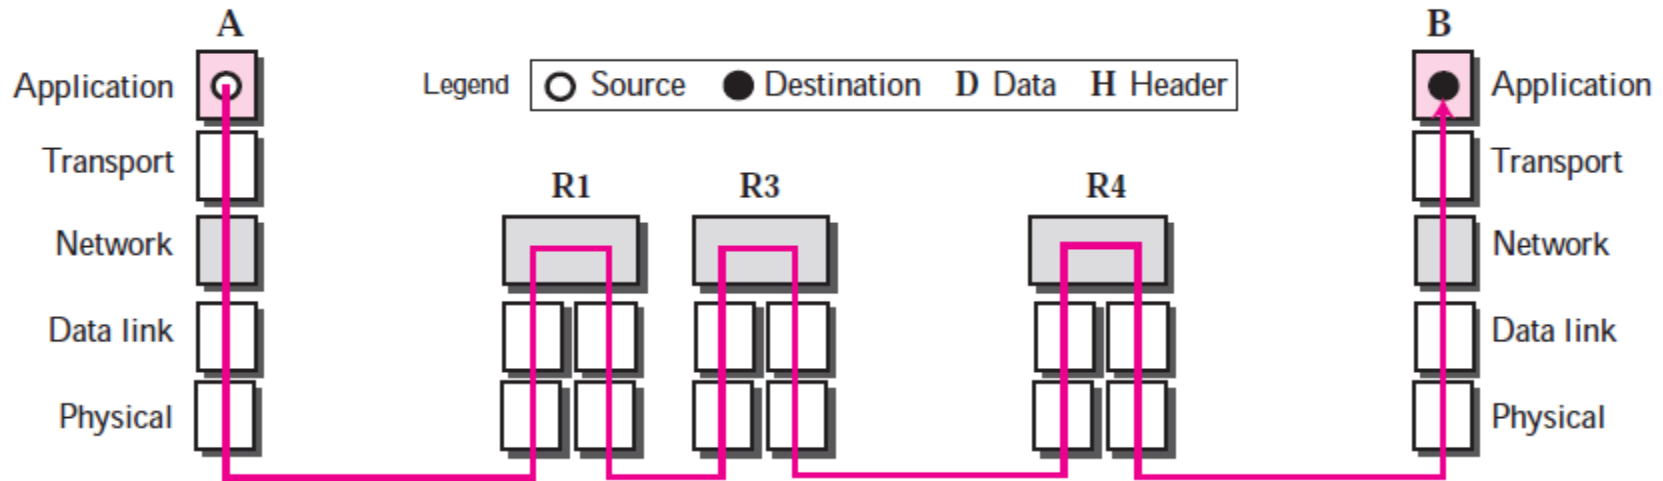 A
B
Application
Legend Source Destination D Data H Header
Application
Transport
Transport
R1
R3
R4
Network
Network
Data link
Data link
Physical
Physical